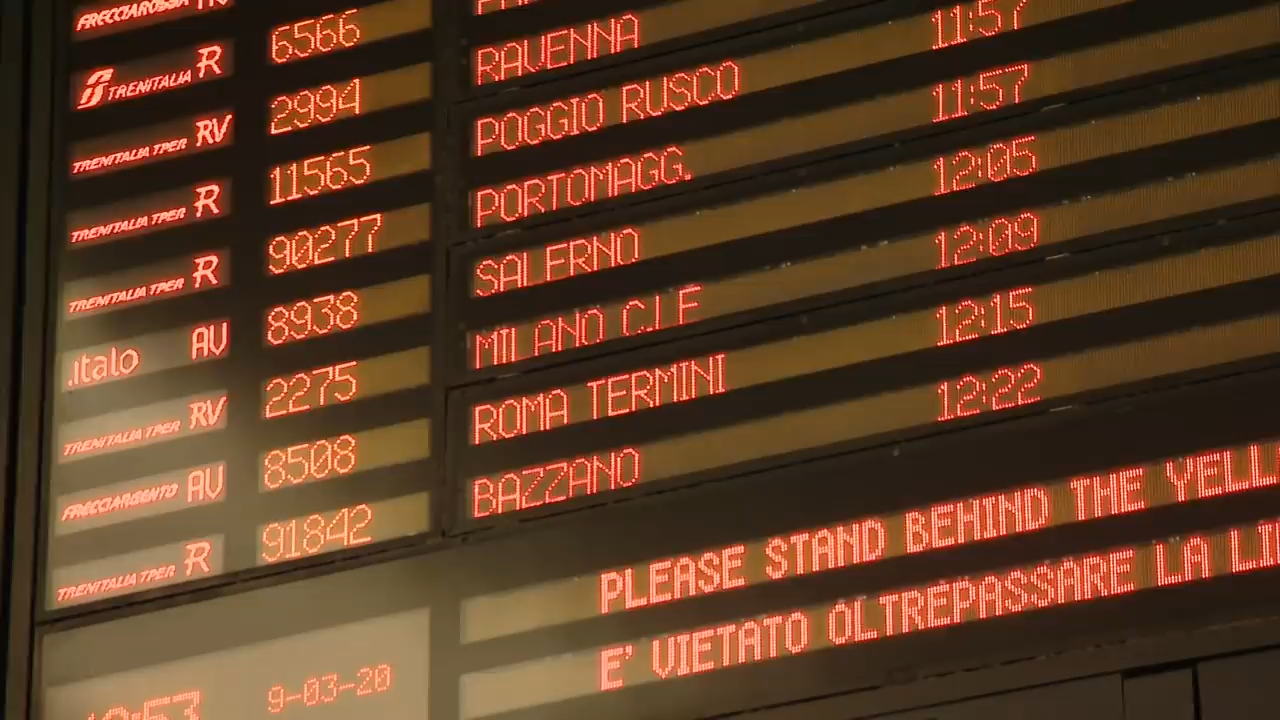 FRECCIAROSSA
TRENITALIA R 6566
TRENITALIA TPER RV 2994 RAVENNA
TRENITALIA TPER R 11565 POGGIO RUSCO 11:57
TRENITALIA TPER R 90277 PORTOMAGG. 11:57
.italo AV 8938 SALERNO 12:05
TRENITALIA TPER RV 2275 MILANO C.LE 12:09
FRECCIARGENTO AV 8508 ROMA TERMINI 12:15
TRENITALIA TPER R 91842 BAZZANO 12:22
PLEASE STAND BEHIND THE YELL
E' VIETATO OLTREPASSARE LA LI
9-03-20